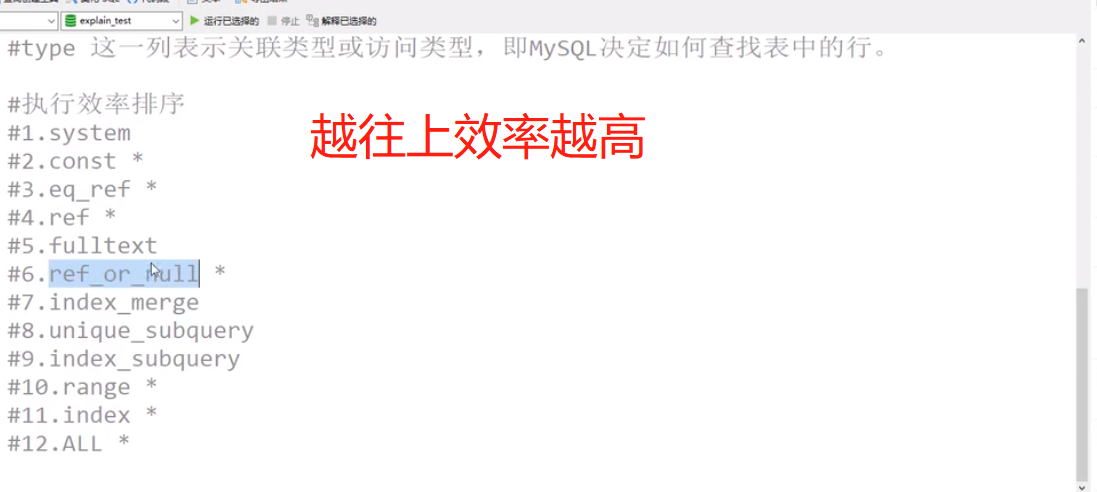 explain_test 运行已选择的 停止 解释已选择的
#type 这一列表示关联类型或访问类型，即MySQL决定如何查找表中的行。
#执行效率排序
越往上效率越高
#1.system
#2.const *
#3.eq_ref *
#4.ref *
#5.fulltext
#6.ref_or_null *
#7.index_merge
#8.unique_subquery
#9.index_subquery
#10.range *
#11.index *
#12.ALL *